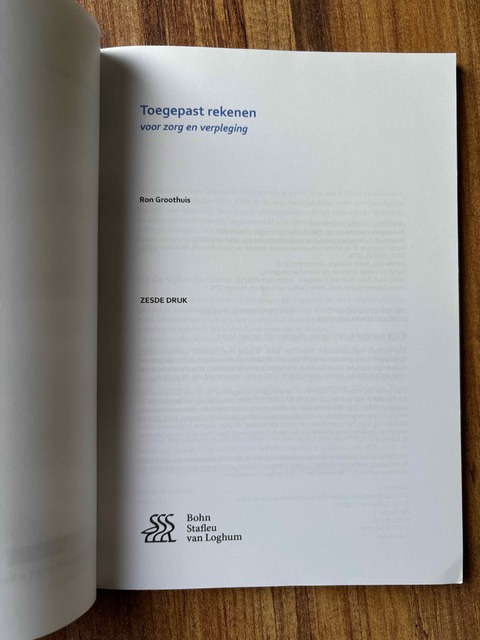 Toegepast rekenen
voor zorg en verpleging
Ron Groothuis
ZESDE DRUK
Bohn
Stafleu
van Loghum